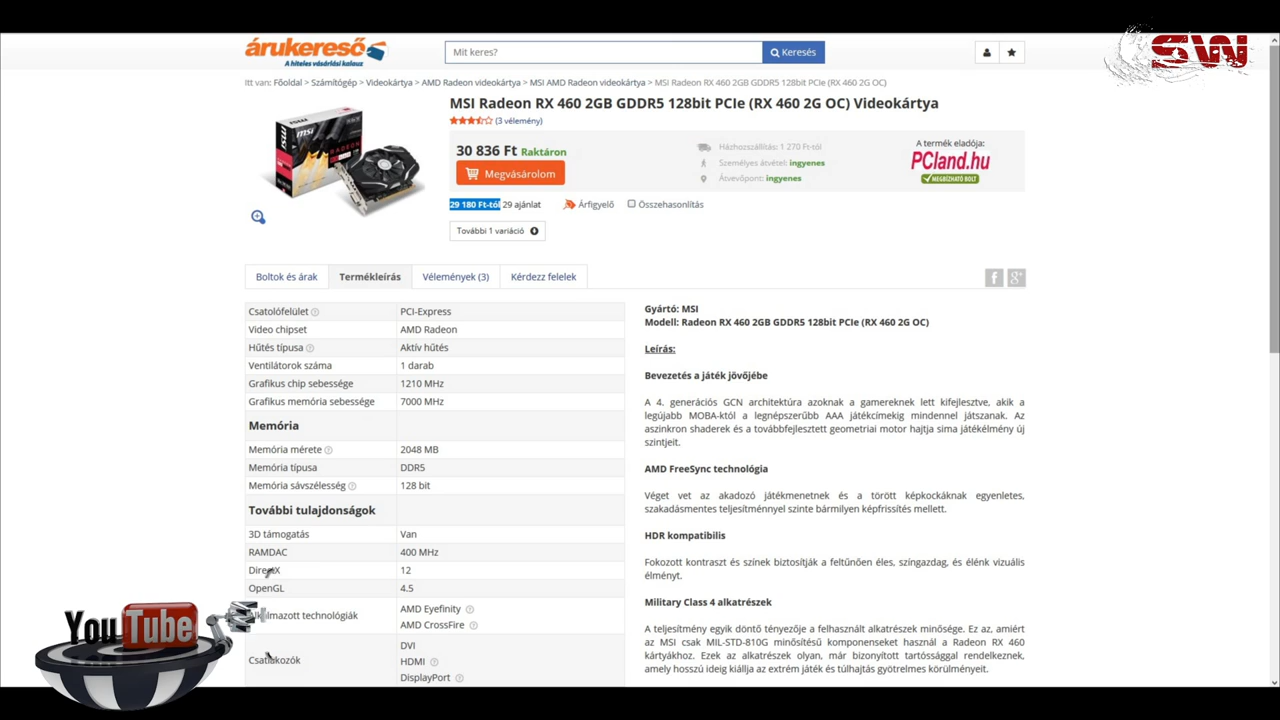 árukereső
A hiteles vásárlási kalauz
Mit keres?
Keresés
SW
Itt van: Főoldal > Számítógép > Videokártya > AMD Radeon videokártya > MSI AMD Radeon videokártya > MSI Radeon RX 460 2GB GDDR5 128bit PCIe (RX 460 2G OC)
MSI Radeon RX 460 2GB GDDR5 128bit PCIe (RX 460 2G OC) Videokártya
(3 vélemény)
30 836 Ft Raktáron
Megvásárolom
Házhozszállítás: 1 270 Ft-tól
Személyes átvétel: ingyenes
Átvevőpont: ingyenes
A termék eladója:
PCland.hu
MEGBÍZHATÓ BOLT
29 180 Ft-tól 29 ajánlat
Árfigyelő
Összehasonlítás
További 1 variáció
Boltok és árak
Termékleírás
Vélemények (3)
Kérdezz felelek
Csatolófelület PCI-Express
Video chipset AMD Radeon
Hűtés típusa Aktív hűtés
Ventilátorok száma 1 darab
Grafikus chip sebessége 1210 MHz
Grafikus memória sebessége 7000 MHz
Memória
Memória mérete 2048 MB
Memória típusa DDR5
Memória sávszélesség 128 bit
További tulajdonságok
3D támogatás Van
RAMDAC 400 MHz
DirectX 12
OpenGL 4.5
AMD Eyefinity
AMD CrossFire
Csatlakozók
DVI
HDMI
DisplayPort
Gyártó: MSI
Modell: Radeon RX 460 2GB GDDR5 128bit PCIe (RX 460 2G OC)
Leírás:
Bevezetés a játék jövőjébe
A 4. generációs GCN architektúra azoknak a gamereknek lett kifejlesztve, akik a
legújabb MOBA-któl a legnépszerűbb AAA játékcímekig mindennel játszanak. Az
aszinkron shaderek és a továbbfejlesztett geometriai motor hajtja sima játékélmény új
szintjeit.
AMD FreeSync technológia
Véget vet az akadozó játékmenetnek és a törött képkockáknak egyenletes,
szakadásmentes teljesítménnyel szinte bármilyen képfrissítés mellett.
HDR kompatibilis
Fokozott kontraszt és színek biztosítják a feltűnően éles, színgazdag, és élénk vizuális
élményt.
Military Class 4 alkatrészek
A teljesítmény egyik döntő tényezője a felhasznált alkatrészek minősége. Ez az, amiért
az MSI csak MIL-STD-810G minősítésű komponenseket használ a Radeon RX 460
kártyákhoz. Ezek az alkatrészek olyan, már bizonyított tartóssággal rendelkeznek,
amely hosszú ideig kiállja az extrém játék és túlhajtás gyötrelmes körülményeit.
YouTube